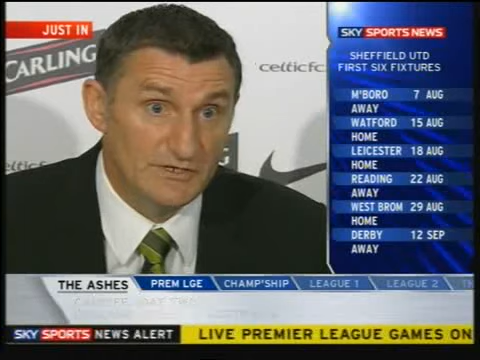 JUST IN
CARLING
celticfc.
SKY SPORTS NEWS
SHEFFIELD UTD
FIRST SIX FIXTURES
M'BORO 7 AUG
AWAY
WATFORD 15 AUG
HOME
LEICESTER 18 AUG
HOME
READING 22 AUG
AWAY
WEST BROM 29 AUG
HOME
DERBY 12 SEP
AWAY
THE ASHES PREM LGE CHAMP'SHIP LEAGUE 1 LEAGUE 2 TH
SKY SPORTS NEWS ALERT LIVE PREMIER LEAGUE GAMES ON